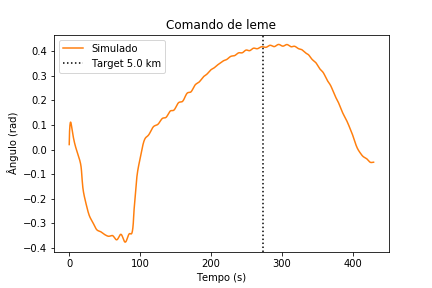 Comando de leme
Simulado
Target 5.0 km
Ângulo (rad)
0.4
0.3
0.2
0.1
0.0
−0.1
−0.2
−0.3
−0.4
0 100 200 300 400
Tempo (s)